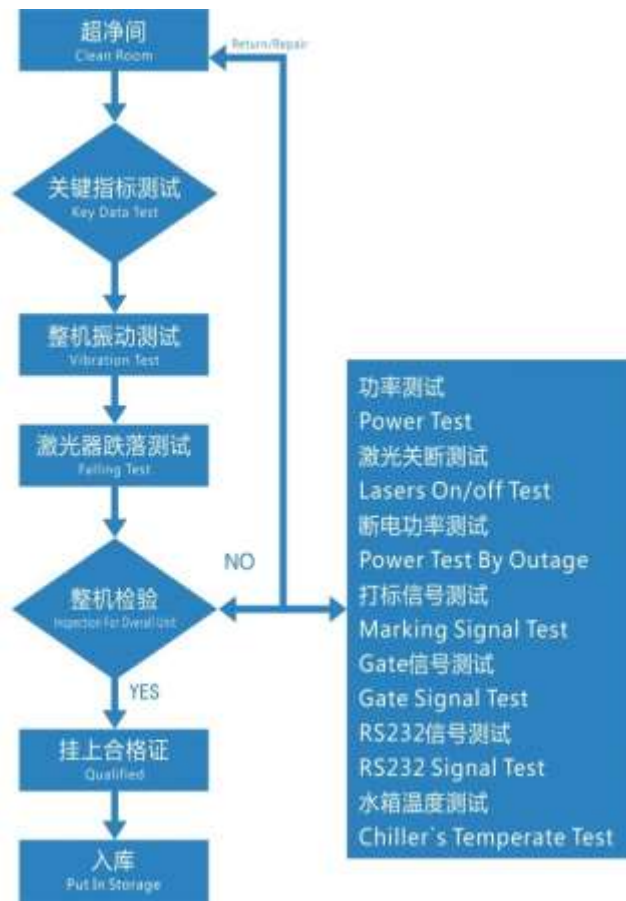 超净间
Clean Room
Return/Repair
关键指标测试
Key Data Test
整机振动测试
Vibration Test
激光器跌落测试
Falling Test
NO
整机检验
Inspection For Overall Unit
YES
挂上合格证
Qualified
入库
Put In Storage
功率测试
Power Test
激光关断测试
Lasers On/off Test
断电功率测试
Power Test By Outage
打标信号测试
Marking Signal Test
Gate信号测试
Gate Signal Test
RS232信号测试
RS232 Signal Test
水箱温度测试
Chiller`s Temperate Test